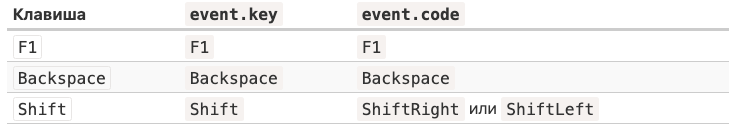 Клавиша event.key event.code
F1 F1 F1
Backspace Backspace Backspace
Shift Shift ShiftRight или ShiftLeft